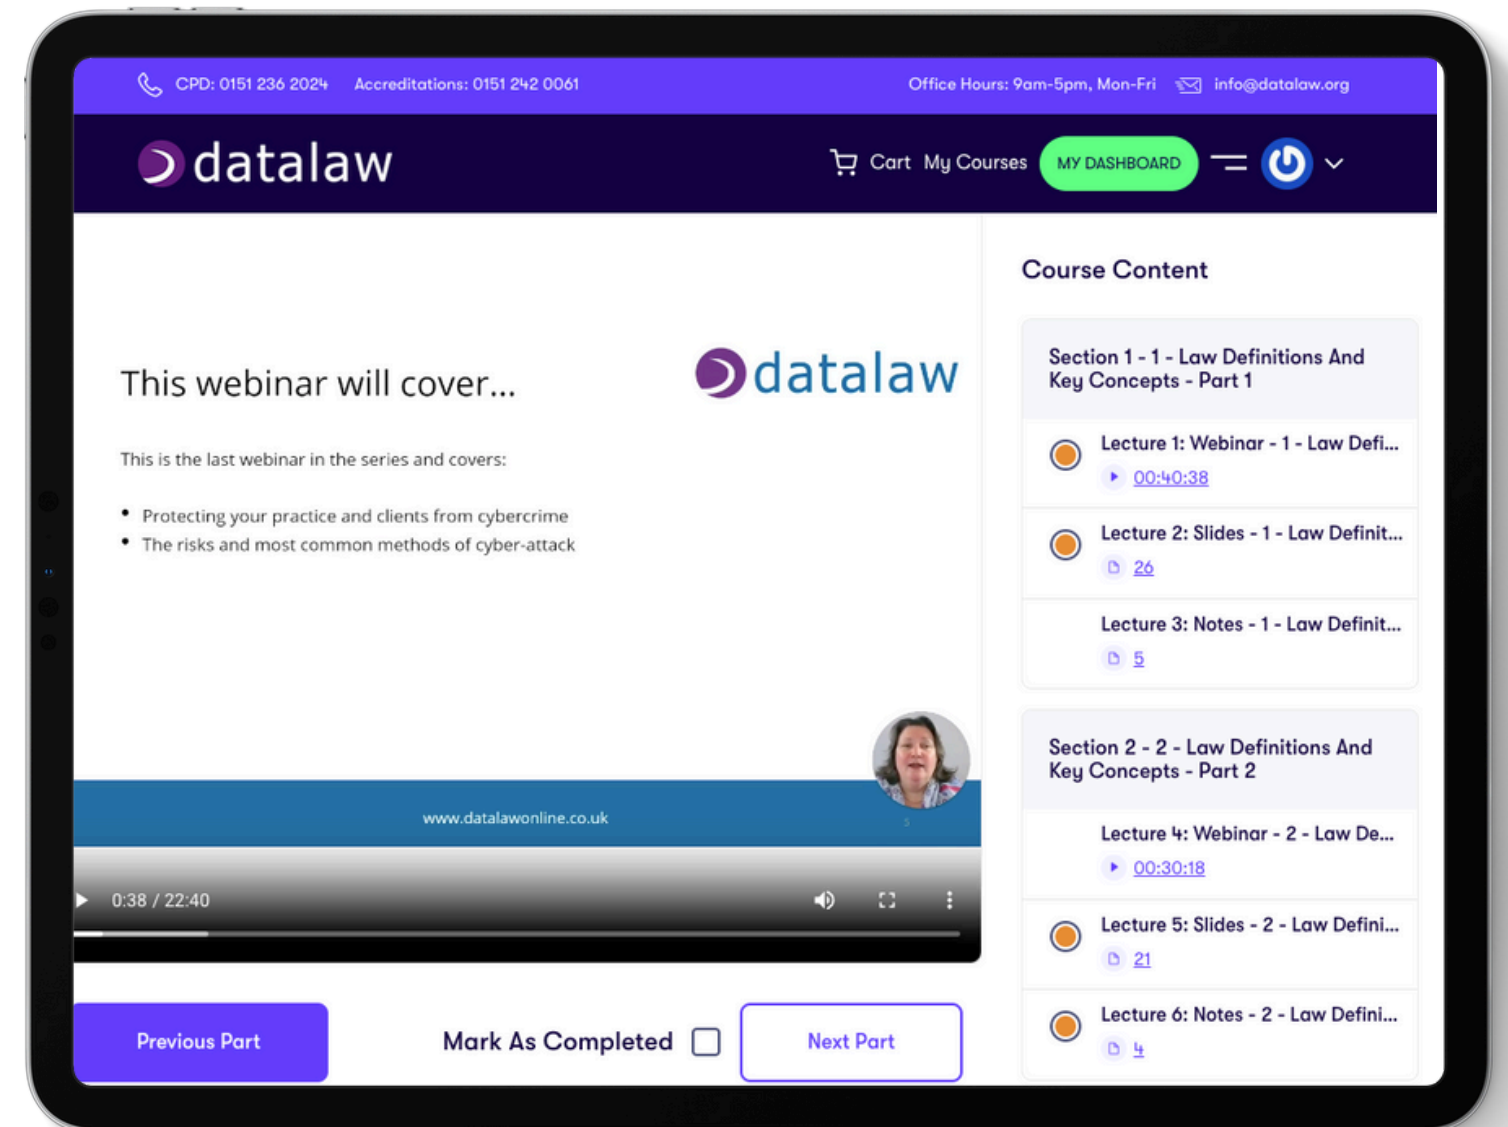 CPD: 0151 236 2024 Accreditations: 0151 242 0061 Office Hours: 9am-5pm, Mon-Fri info@datalaw.org
datalaw Cart My Courses MY DASHBOARD
This webinar will cover...
datalaw
This is the last webinar in the series and covers:
• Protecting your practice and clients from cybercrime
• The risks and most common methods of cyber-attack
www.datalawonline.co.uk
5
0:38 / 22:40
Previous Part
Mark As Completed
Next Part
Course Content
Section 1 - 1 - Law Definitions And
Key Concepts - Part 1
Lecture 1: Webinar - 1 - Law Defi...
00:40:38
Lecture 2: Slides - 1 - Law Definit...
26
Lecture 3: Notes - 1 - Law Definit...
5
Section 2 - 2 - Law Definitions And
Key Concepts - Part 2
Lecture 4: Webinar - 2 - Law De...
00:30:18
Lecture 5: Slides - 2 - Law Defini...
21
Lecture 6: Notes - 2 - Law Defini...
4